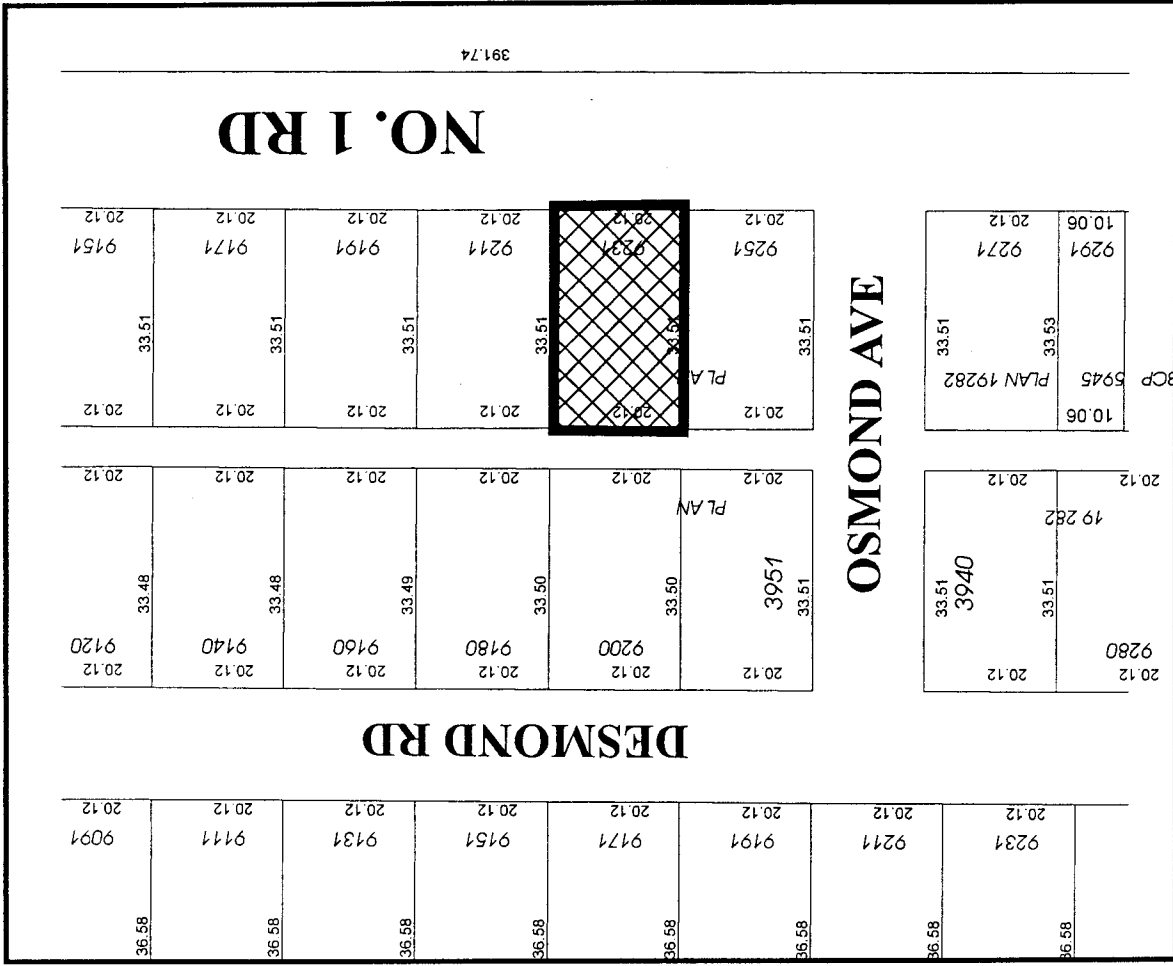 391.74
NO. 1 RD
20.12 20.12 20.12 20.12 20.12 20.12 20.12 10.06
9151 9171 9191 9211 9231 9251 9271 9291
33.51 33.51 33.51 33.51 33.51 33.51 33.51 33.53
PLAN 19282 5945 BCP
20.12 20.12 20.12 20.12 20.12 20.12 10.06
20.12 20.12 20.12 20.12 20.12 20.12 20.12 20.12
PLAN 19 282
OSMOND AVE
33.48 33.48 33.49 33.50 33.50 3951 33.51 33.51 3940 33.51
9120 9140 9160 9180 9200 9280
20.12 20.12 20.12 20.12 20.12 20.12 20.12 20.12
DESMOND RD
20.12 20.12 20.12 20.12 20.12 20.12 20.12 20.12
9091 9111 9131 9151 9171 9191 9211 9231
36.58 36.58 36.58 36.58 36.58 36.58 36.58 36.58